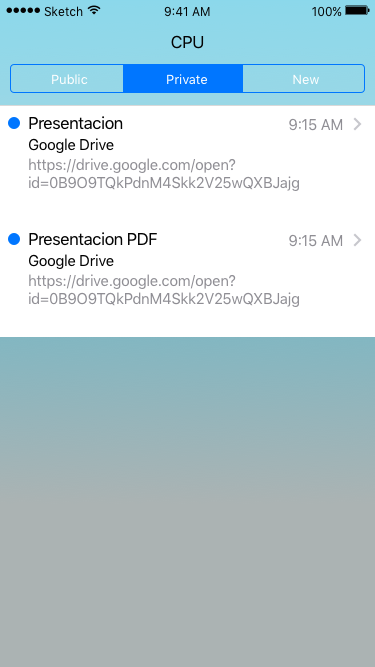 Sketch 9:41 AM 100%
CPU
Public Private New
Presentacion 9:15 AM
Google Drive
https://drive.google.com/open?
id=0B9O9TQkPdnM4Skk2V25wQXBJajg
Presentacion PDF 9:15 AM
Google Drive
https://drive.google.com/open?
id=0B9O9TQkPdnM4Skk2V25wQXBJajg